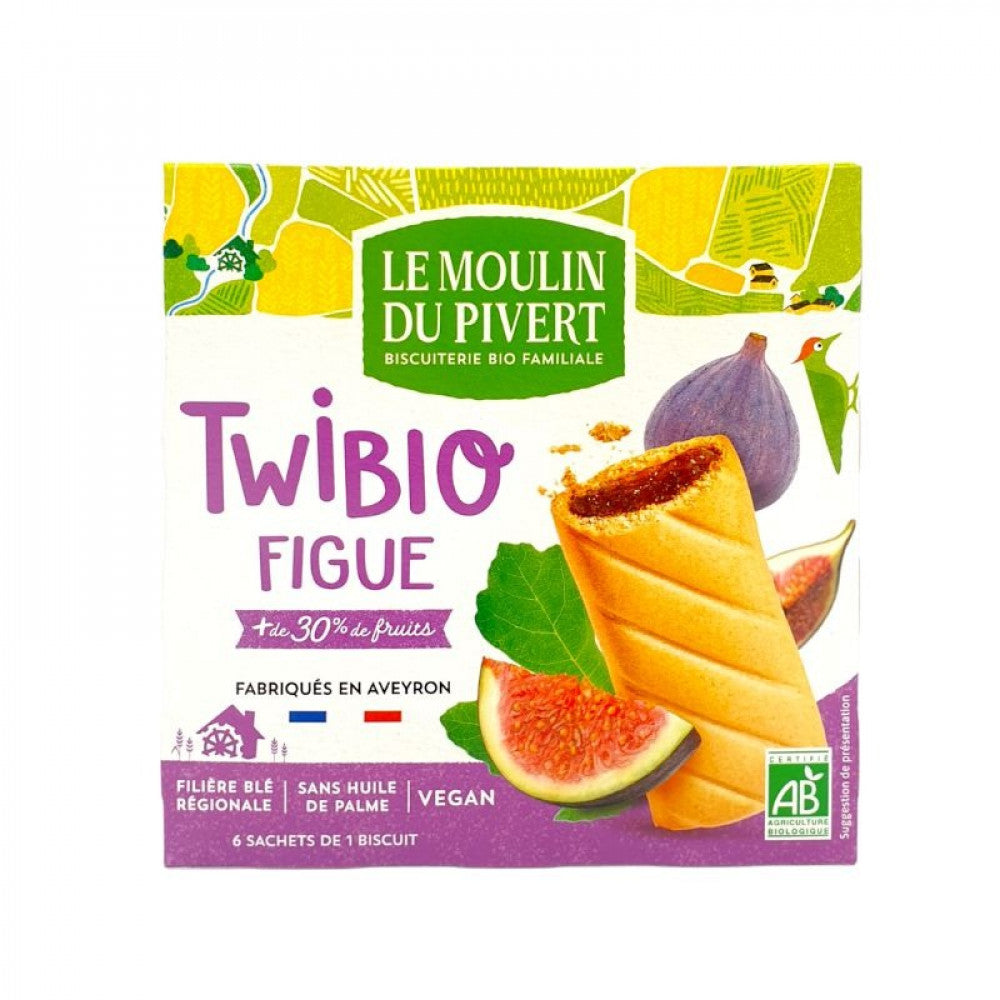 LE MOULIN
DU PIVERT
BISCUITERIE BIO FAMILIALE
TWIBIO
FIGUE
+ de 30% de fruits
FABRIQUÉS EN AVEYRON
FILIÈRE BLÉ
RÉGIONALE
SANS HUILE
DE PALME
VEGAN
6 SACHETS DE 1 BISCUIT
CERTIFIÉ
AB
AGRICULTURE
BIOLOGIQUE
Suggestion de présentation